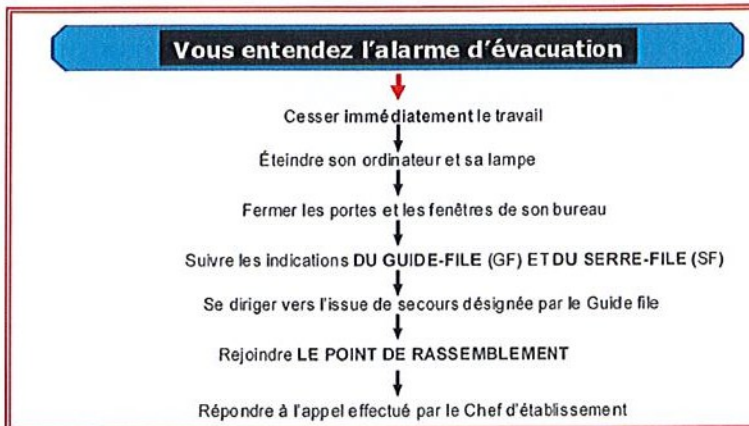 Vous entendez l'alarme d'évacuation
Cesser immédiatement le travail
Éteindre son ordinateur et sa lampe
Fermer les portes et les fenêtres de son bureau
Suivre les indications DU GUIDE-FILE (GF) ET DU SERRE-FILE (SF)
Se diriger vers l'issue de secours désignée par le Guide file
Rejoindre LE POINT DE RASSEMBLEMENT
Répondre à l'appel effectué par le Chef d'établissement